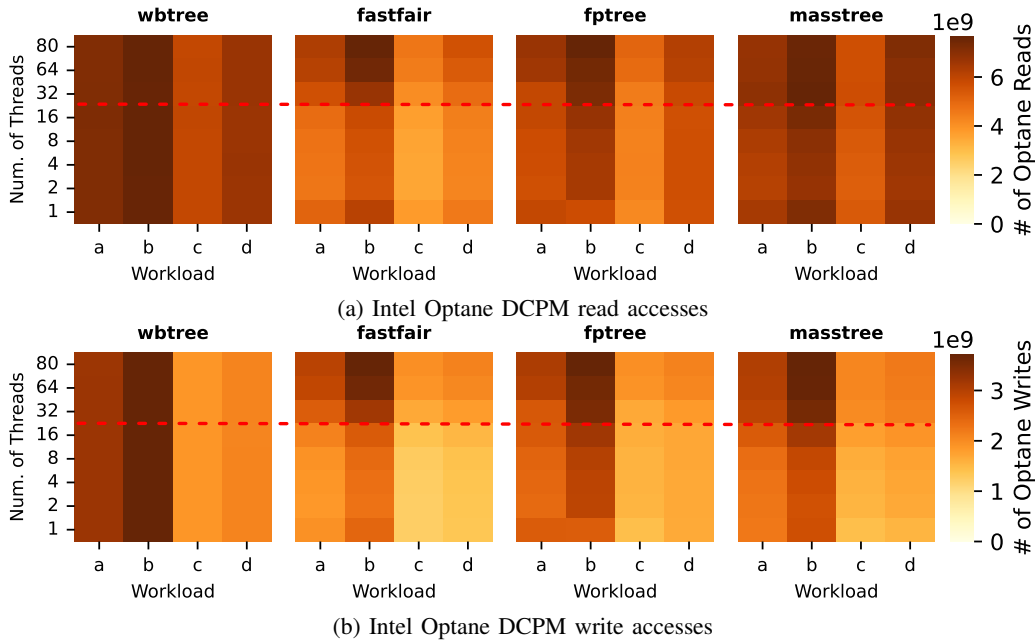 wbtree fastfair fptree masstree
1e9
Num. of Threads
80
64
32
16
8
4
2
1
a b c d a b c d a b c d a b c d
Workload Workload Workload Workload
6
4
2
0
# of Optane Reads
(a) Intel Optane DCPM read accesses
wbtree fastfair fptree masstree
1e9
Num. of Threads
80
64
32
16
8
4
2
1
a b c d a b c d a b c d a b c d
Workload Workload Workload Workload
3
2
1
0
# of Optane Writes
(b) Intel Optane DCPM write accesses